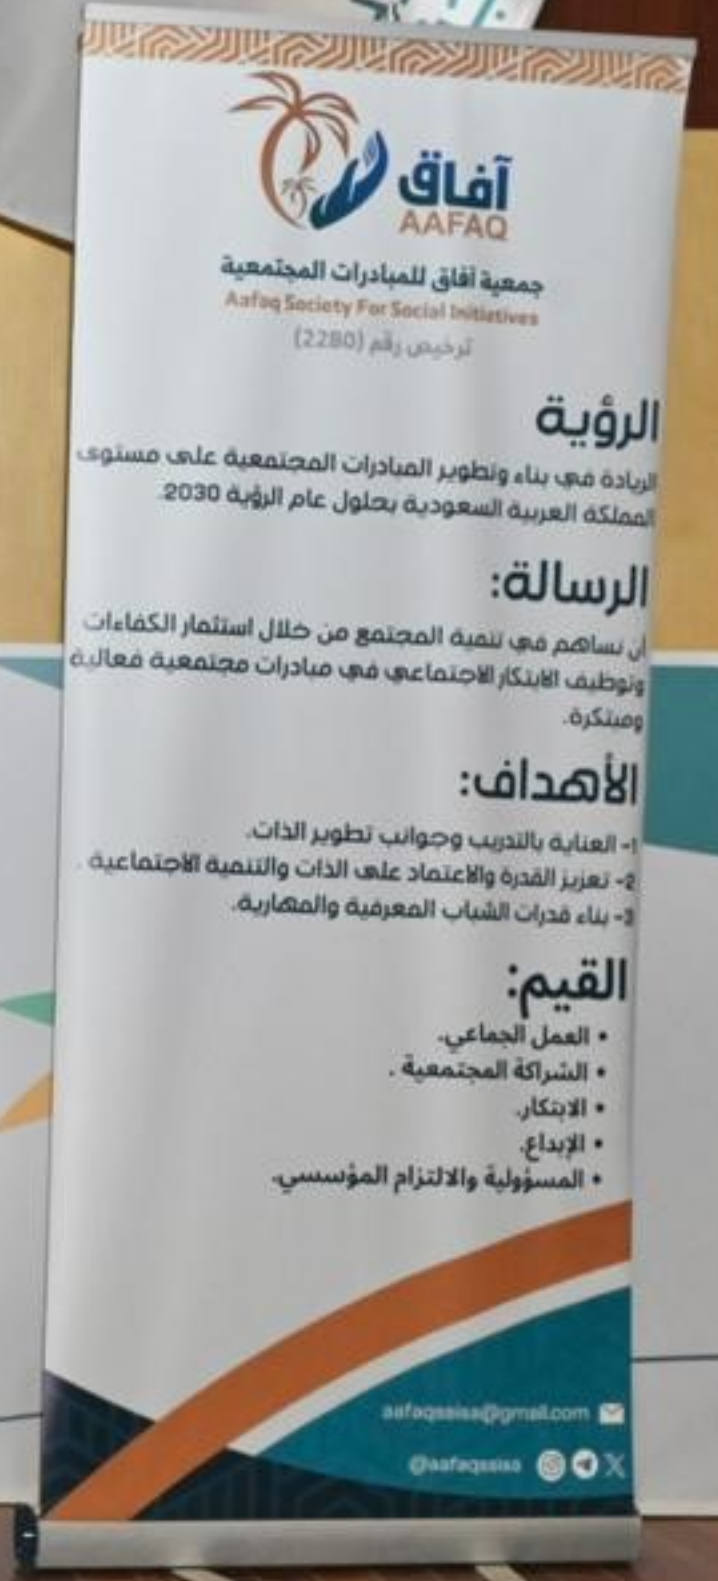 آفاق
AAFAQ
جمعية آفاق للمبادرات المجتمعية
Aafaq Society For Social Initiatives
ترخيص رقم (2280)
الرؤية
الريادة في بناء وتطوير المبادرات المجتمعية على مستوى
المملكة العربية السعودية بحلول عام الرؤية 2030
الرسالة:
أن نساهم في تنمية المجتمع من خلال استثمار الكفاءات
وتوظيف الابتكار الاجتماعي في مبادرات مجتمعية فعالية
ومبتكرة.
الأهداف:
1- العناية بالتدريب وجوانب تطوير الذات.
2- تعزيز القدرة والاعتماد على الذات والتنمية الاجتماعية .
3- بناء قدرات الشباب المعرفية والمهارية.
القيم:
• العمل الجماعي.
• الشراكة المجتمعية .
• الابتكار.
• الإبداع.
• المسؤولية والالتزام المؤسسي.
aafaqssisa@gmail.com
@aafaqssisa